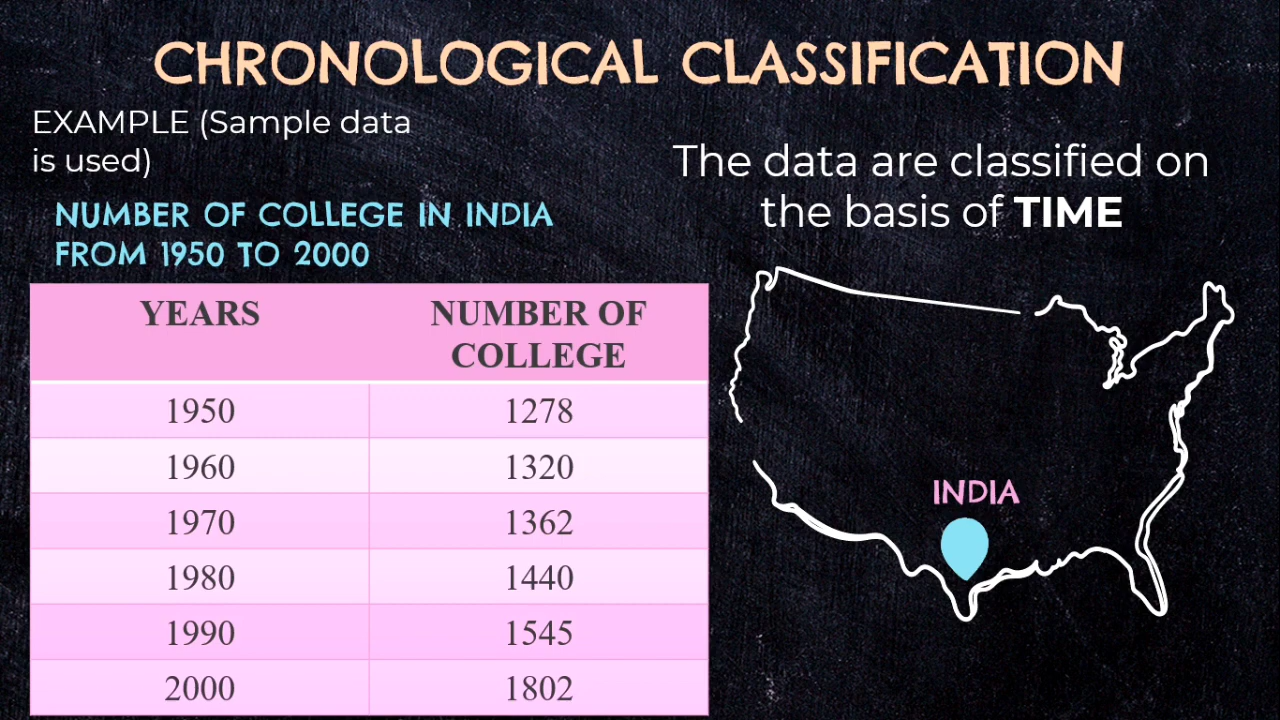 CHRONOLOGICAL CLASSIFICATION
EXAMPLE (Sample data
is used)
The data are classified on
the basis of TIME
NUMBER OF COLLEGE IN INDIA
FROM 1950 TO 2000
YEARS NUMBER OF
COLLEGE
1950 1278
1960 1320
1970 1362
1980 1440
1990 1545
2000 1802
INDIA